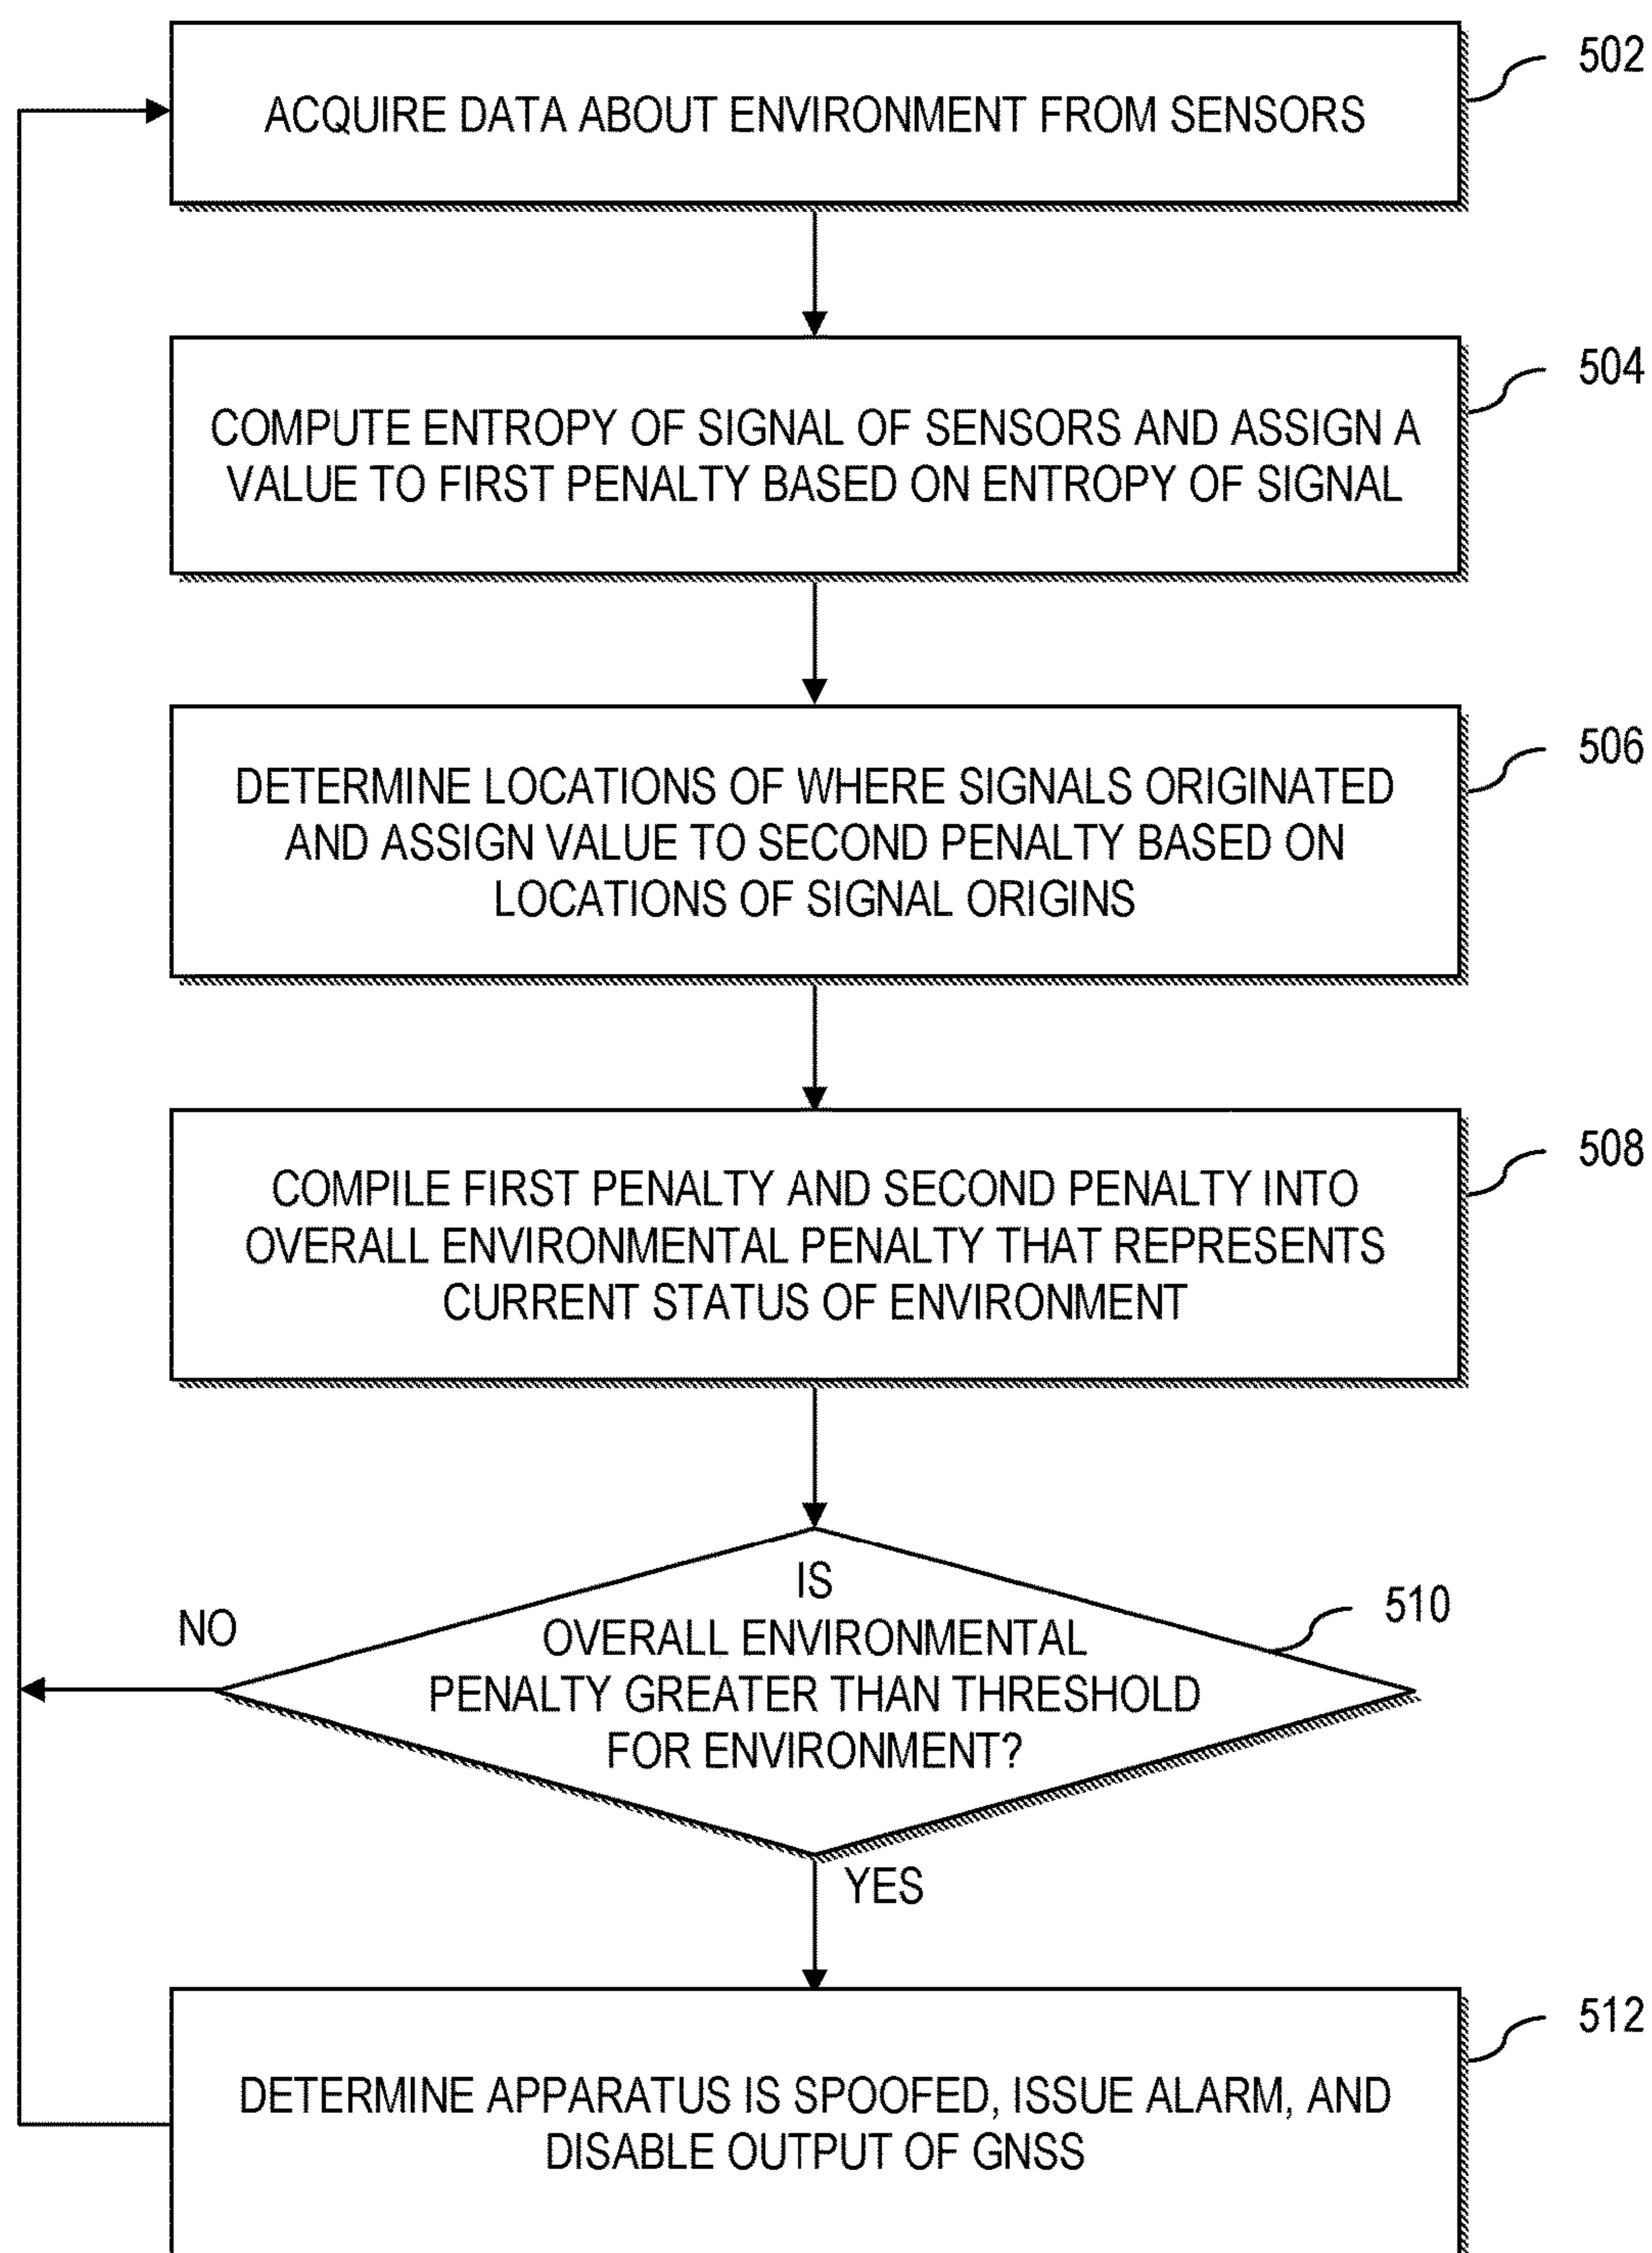 502
ACQUIRE DATA ABOUT ENVIRONMENT FROM SENSORS
504
COMPUTE ENTROPY OF SIGNAL OF SENSORS AND ASSIGN A
VALUE TO FIRST PENALTY BASED ON ENTROPY OF SIGNAL
506
DETERMINE LOCATIONS OF WHERE SIGNALS ORIGINATED
AND ASSIGN VALUE TO SECOND PENALTY BASED ON
LOCATIONS OF SIGNAL ORIGINS
508
COMPILE FIRST PENALTY AND SECOND PENALTY INTO
OVERALL ENVIRONMENTAL PENALTY THAT REPRESENTS
CURRENT STATUS OF ENVIRONMENT
510
IS
OVERALL ENVIRONMENTAL
PENALTY GREATER THAN THRESHOLD
FOR ENVIRONMENT?
NO
YES
512
DETERMINE APPARATUS IS SPOOFED, ISSUE ALARM, AND
DISABLE OUTPUT OF GNSS